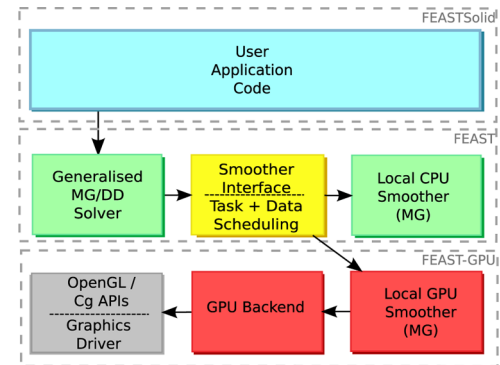 FEASTSolid
User
Application
Code
FEAST
Generalised
MG/DD
Solver
Smoother
Interface
Task + Data
Scheduling
Local CPU
Smoother
(MG)
FEAST-GPU
OpenGL /
Cg APIs
Graphics
Driver
GPU Backend
Local GPU
Smoother
(MG)